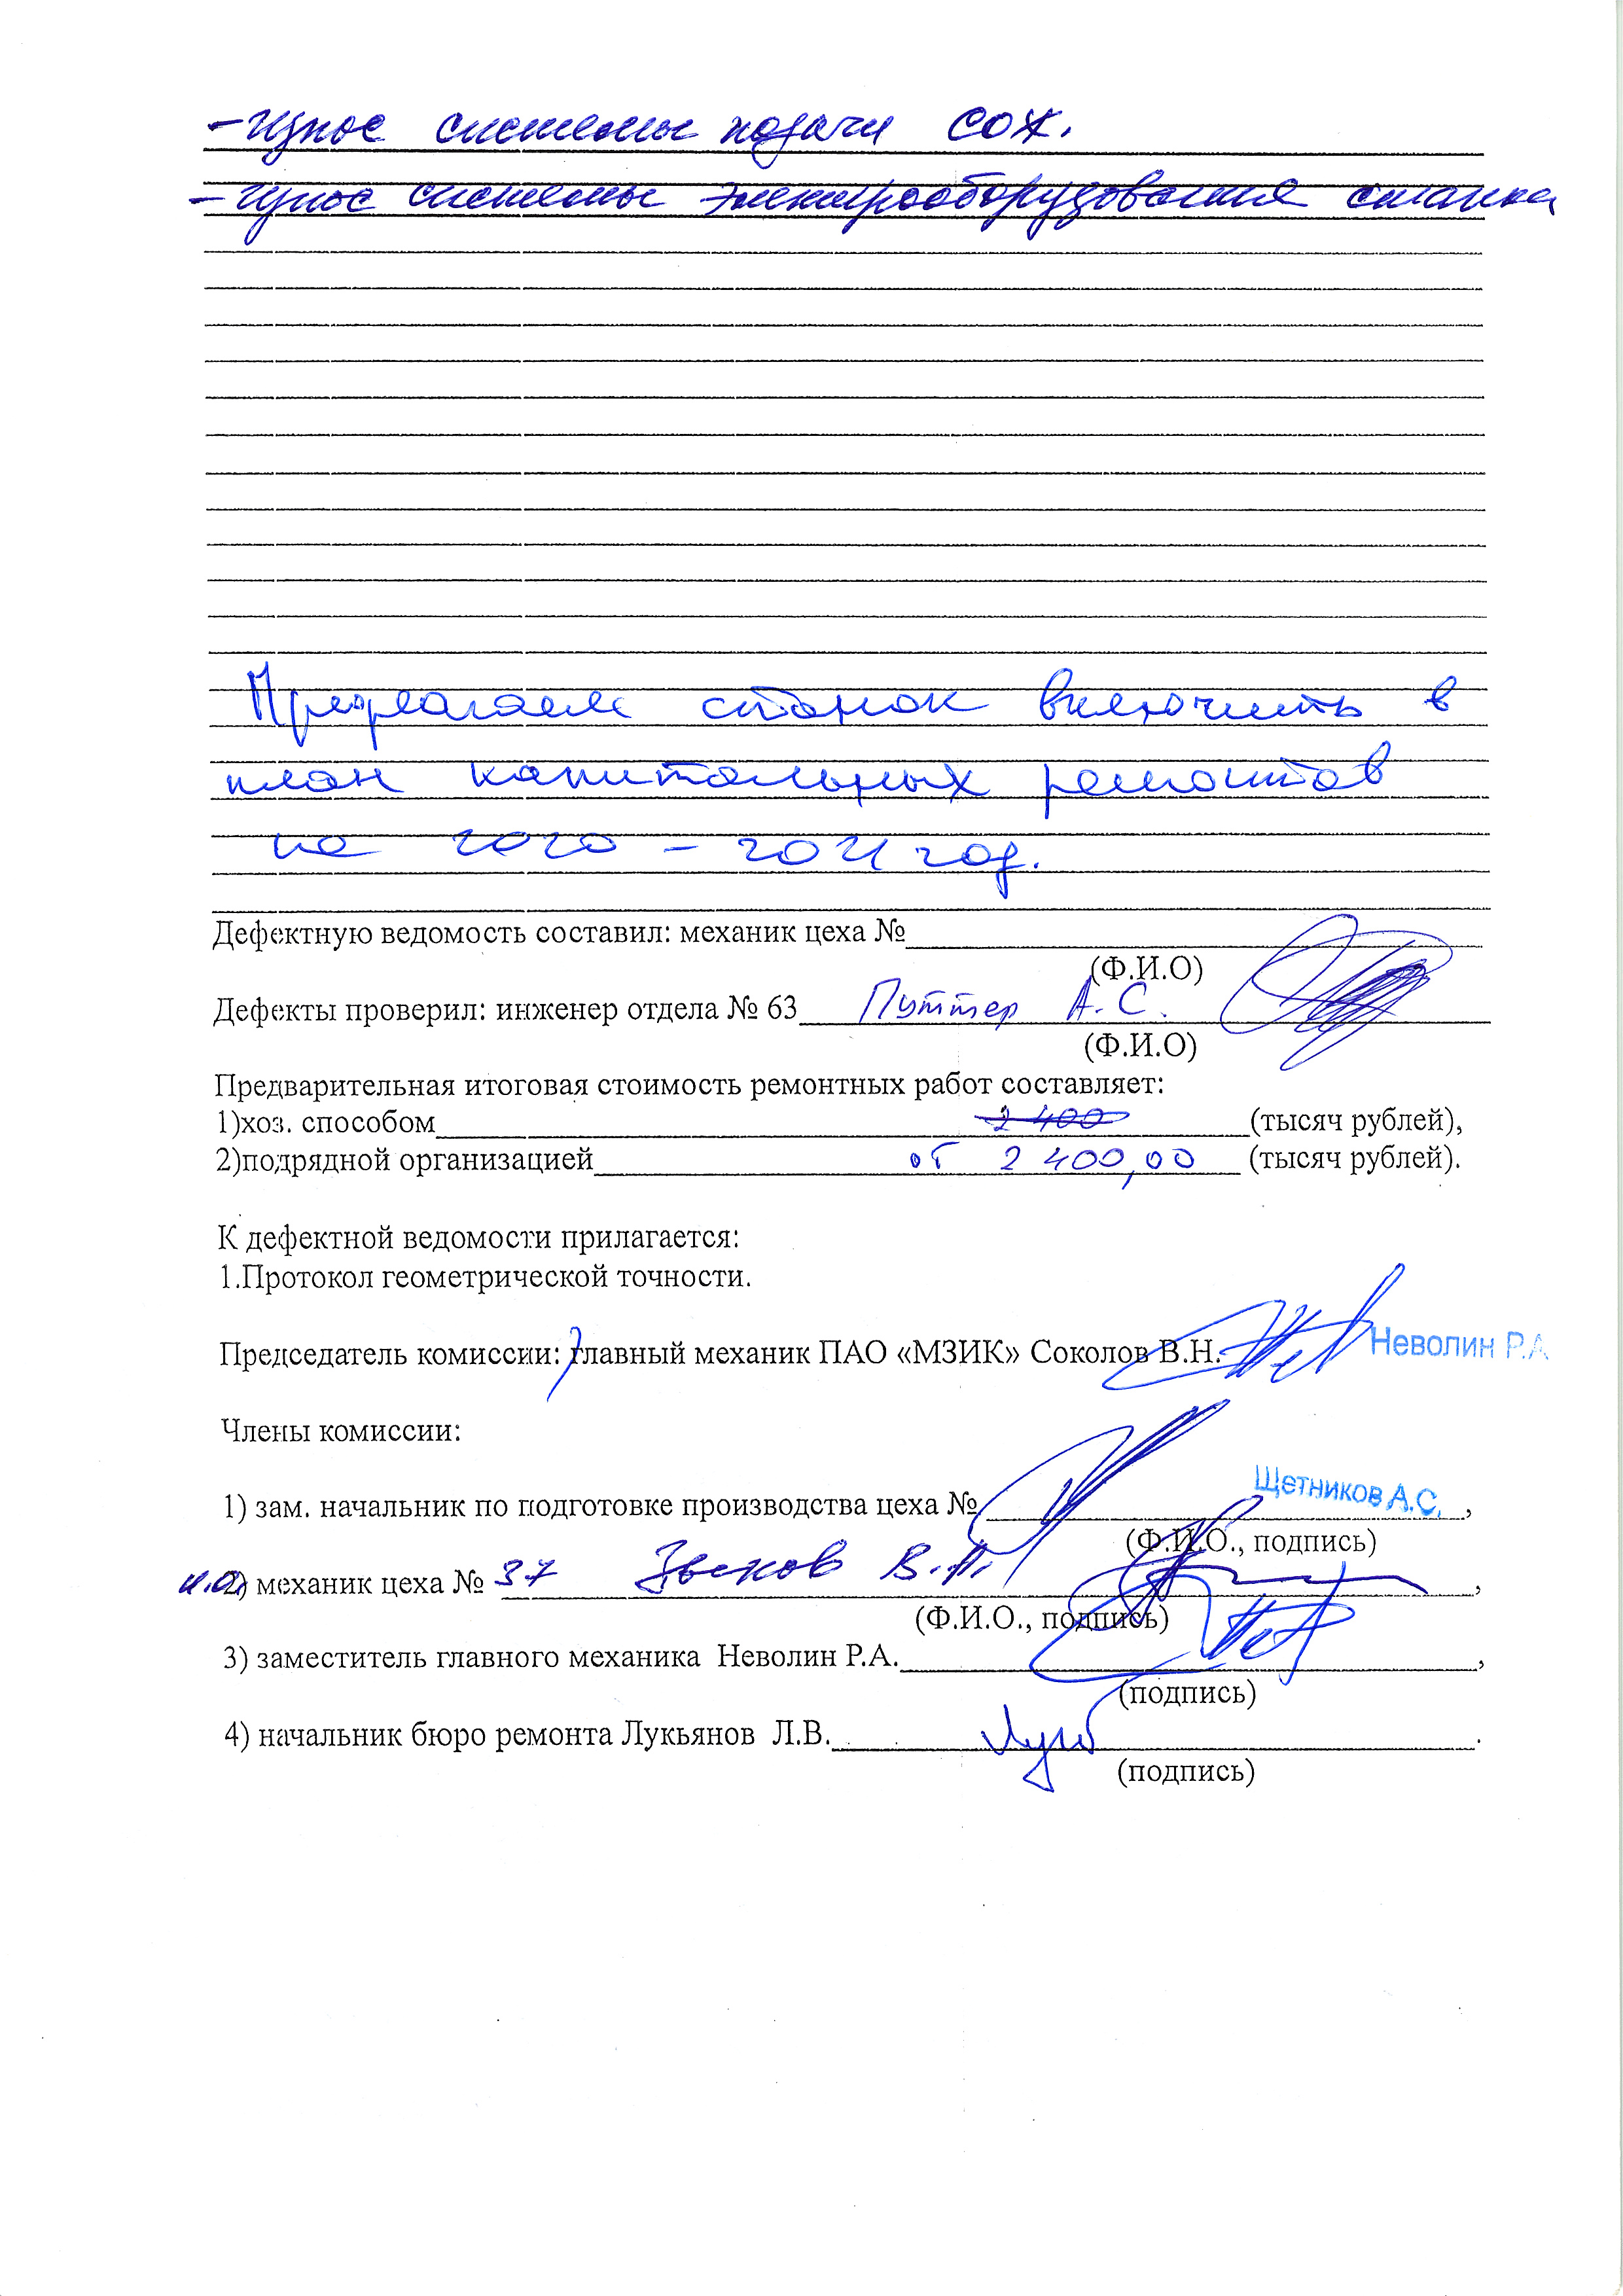 - Износ системы подачи СОЖ.
- Износ системы электрооборудования станка
Предлагаем станок включить в
план капитальных ремонтов
на 2020 - 2021 год.
Дефектную ведомость составил: механик цеха №
(Ф.И.О)
Дефекты проверил: инженер отдела № 63 Путтер А.С.
(Ф.И.О)
Предварительная итоговая стоимость ремонтных работ составляет:
1)хоз. способом 2 400 (тысяч рублей),
2)подрядной организацией от 2 400,00 (тысяч рублей).
К дефектной ведомости прилагается:
1.Протокол геометрической точности.
Председатель комиссии: главный механик ПАО «МЗИК» Соколов В.Н. Неволин Р.А
Члены комиссии:
1) зам. начальник по подготовке производства цеха № Щетников А.С. ,
(Ф.И.О., подпись)
и.о. 2) механик цеха № 37 В.А. ,
(Ф.И.О., подпись)
3) заместитель главного механика Неволин Р.А. ,
(подпись)
4) начальник бюро ремонта Лукьянов Л.В. .
(подпись)